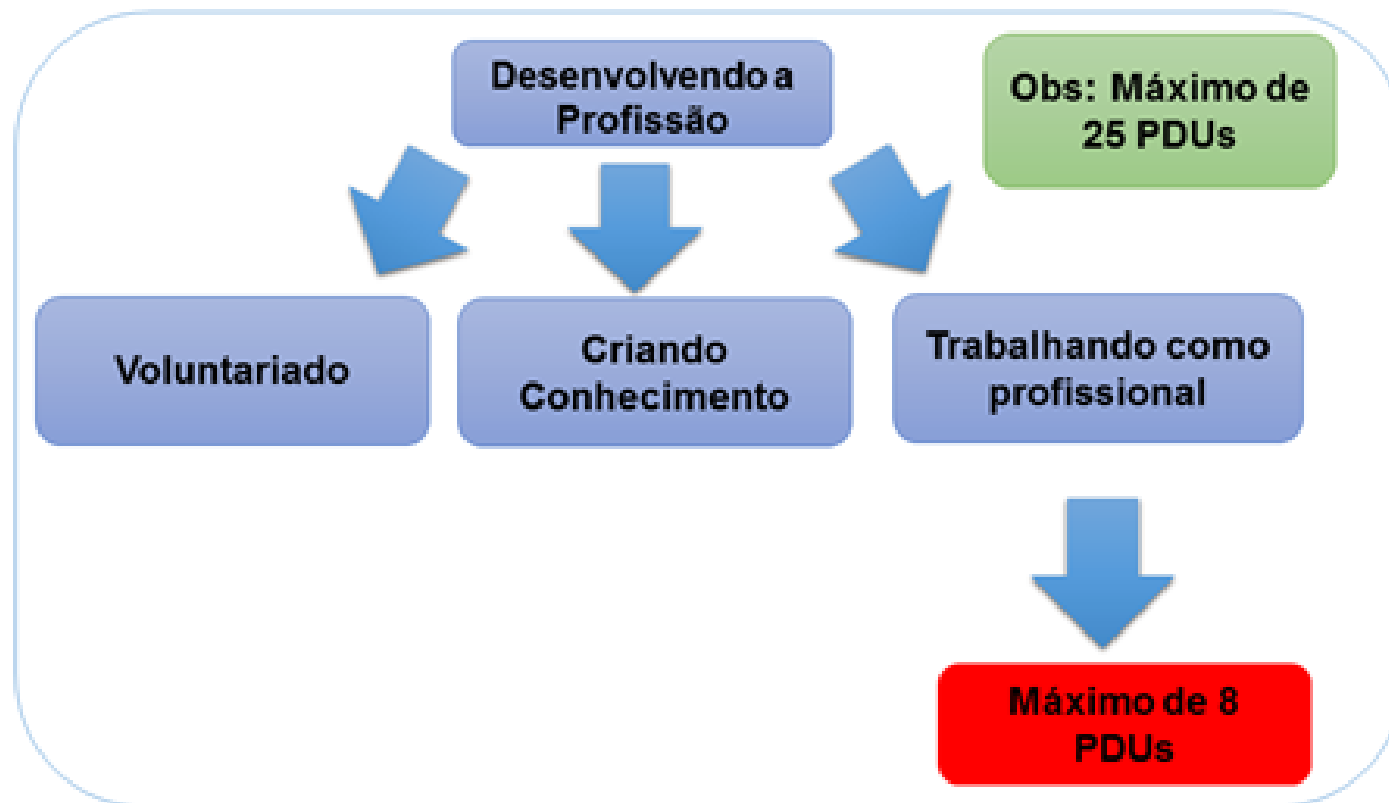 Desenvolvendo a
Profissão
Obs: Máximo de
25 PDUs
Voluntariado
Criando
Conhecimento
Trabalhando como
profissional
Máximo de 8
PDUs